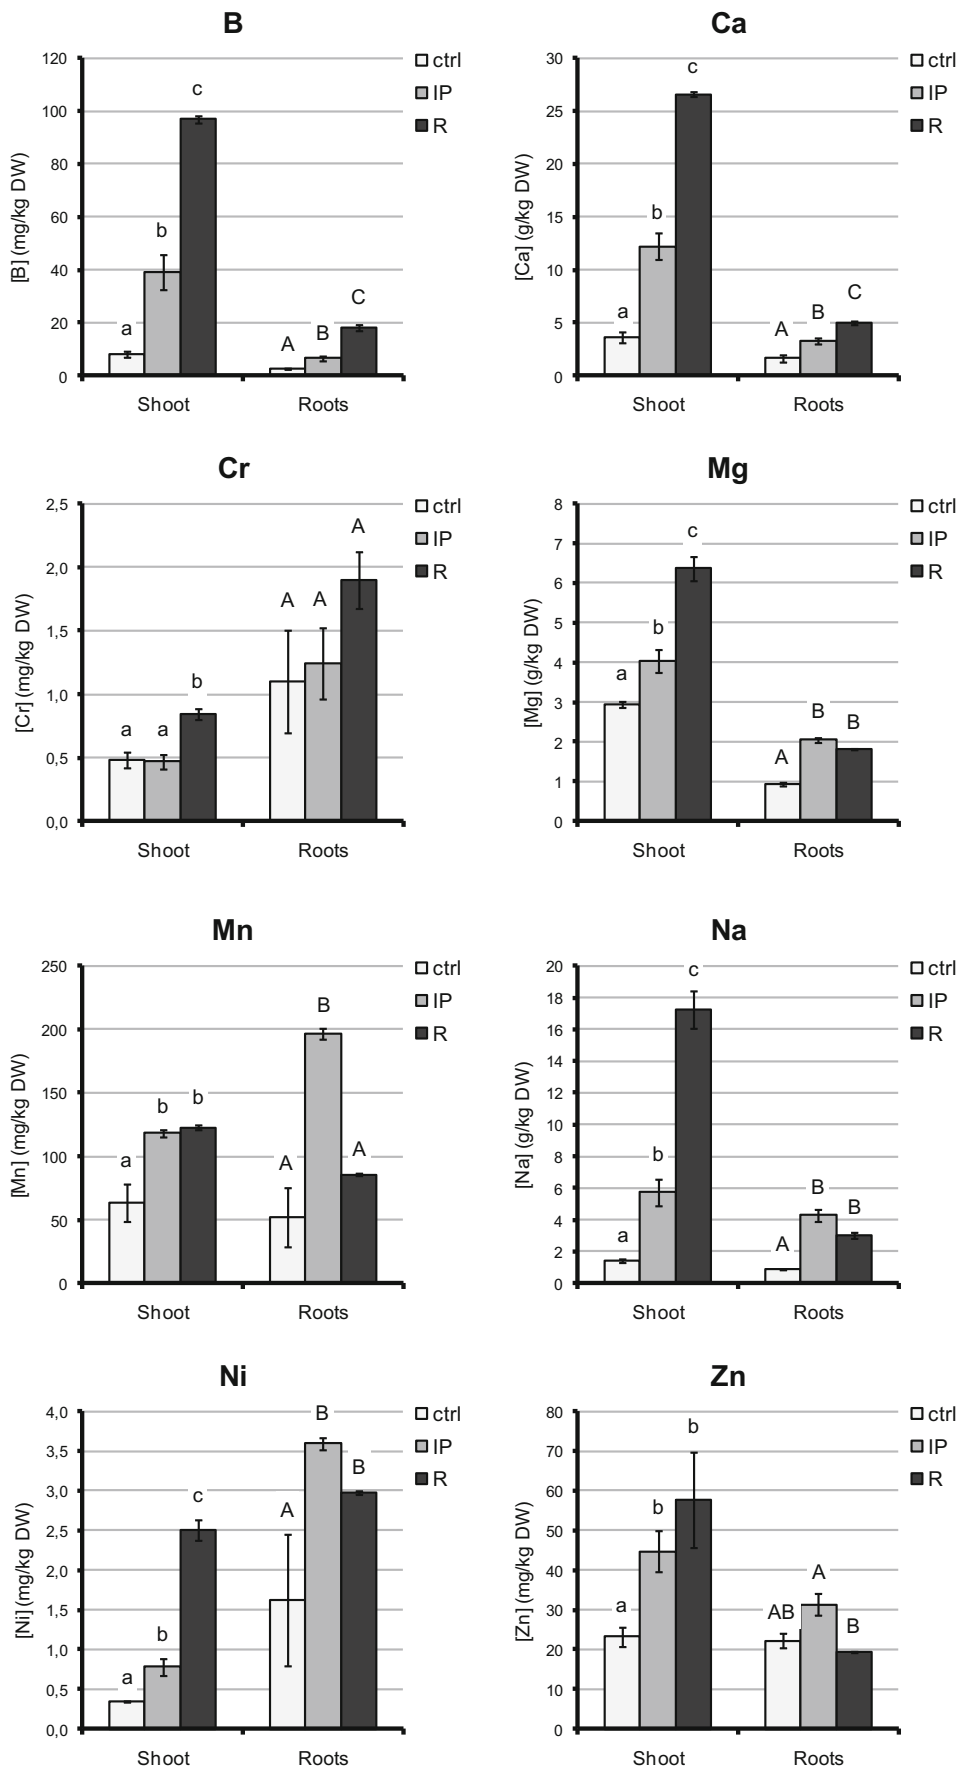 B
120
100
80
60
40
20
0
[B] (mg/kg DW)
a
b
c
A
B
C
Shoot
Roots
ctrl
IP
R
Ca
30
25
20
15
10
5
0
[Ca] (g/kg DW)
a
b
c
A
B
C
Shoot
Roots
ctrl
IP
R
Cr
2,5
2,0
1,5
1,0
0,5
0,0
[Cr] (mg/kg DW)
a
a
b
A
A
A
Shoot
Roots
ctrl
IP
R
Mg
8
7
6
5
4
3
2
1
0
[Mg] (g/kg DW)
a
b
c
A
B
B
Shoot
Roots
ctrl
IP
R
Mn
250
200
150
100
50
0
[Mn] (mg/kg DW)
a
b
b
A
B
A
Shoot
Roots
ctrl
IP
R
Na
20
18
16
14
12
10
8
6
4
2
0
[Na] (g/kg DW)
a
b
c
A
B
B
Shoot
Roots
ctrl
IP
R
Ni
4,0
3,5
3,0
2,5
2,0
1,5
1,0
0,5
0,0
[Ni] (mg/kg DW)
a
b
c
A
B
B
Shoot
Roots
ctrl
IP
R
Zn
80
70
60
50
40
30
20
10
0
[Zn] (mg/kg DW)
a
b
b
AB
A
B
Shoot
Roots
ctrl
IP
R